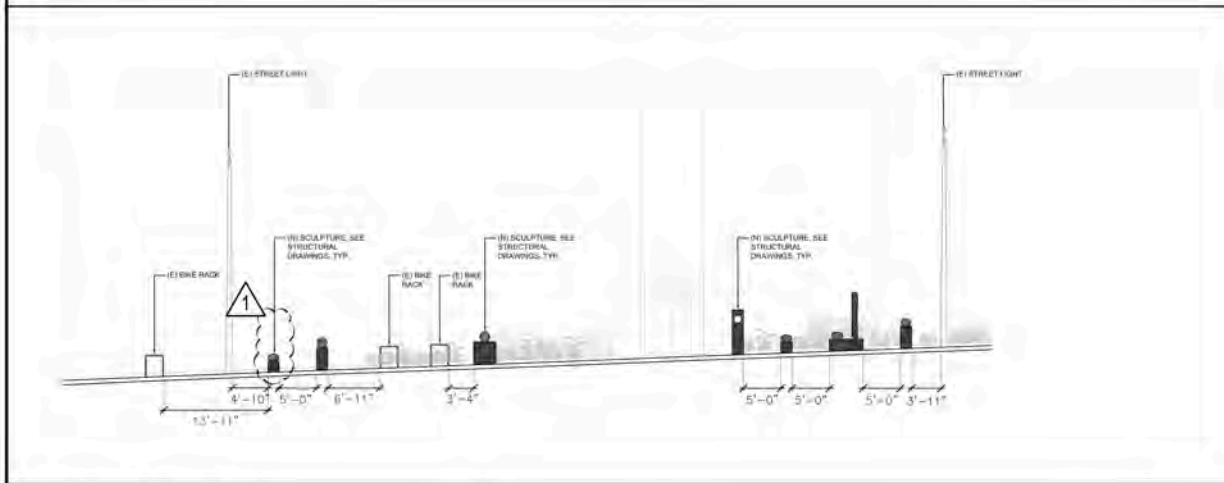 (E) STREET LIGHT
(E) STREET LIGHT
(N) SCULPTURE, SEE
STRUCTURAL
DRAWINGS, TYP.
(N) SCULPTURE, SEE
STRUCTURAL
DRAWINGS, TYP.
(N) SCULPTURE, SEE
STRUCTURAL
DRAWINGS, TYP.
(E) BIKE RACK
(E) BIKE
RACK
(E) BIKE
RACK
1
4'-10"
5'-0"
6'-11"
3'-4"
5'-0"
5'-0"
5'-0"
3'-11"
13'-11"